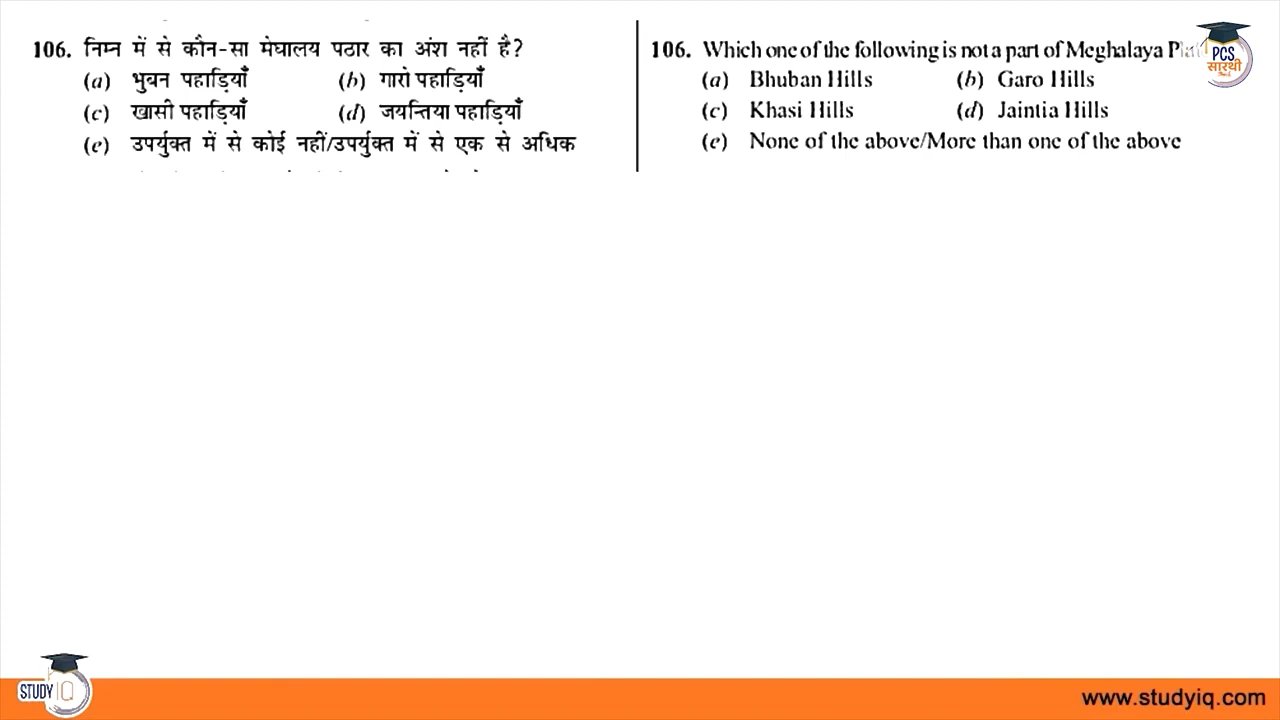 106. निम्न में से कौन-सा मेघालय पठार का अंश नहीं है?
(a) भुबन पहाड़ियाँ (b) गारो पहाड़ियाँ
(c) खासी पहाड़ियाँ (d) जयन्तिया पहाड़ियाँ
(e) उपर्युक्त में से कोई नहीं/उपर्युक्त में से एक से अधिक
106. Which one of the following is not a part of Meghalaya
(a) Bhuban Hills (b) Garo Hills
(c) Khasi Hills (d) Jaintia Hills
(e) None of the above/More than one of the above
PCS
सारथी
STUDY IQ
www.studyiq.com